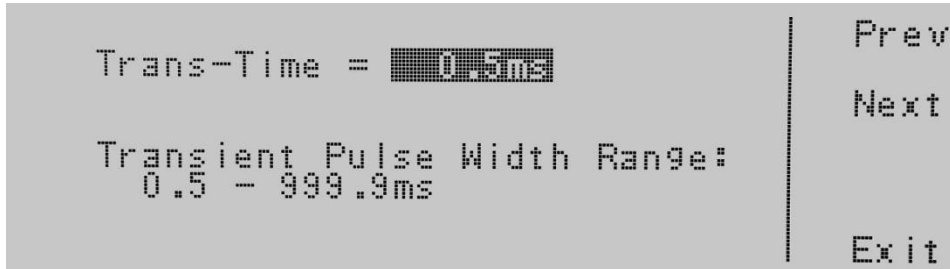 Trans-Time = 0.5ms
Transient Pulse Width Range:
0.5 - 999.9ms
Prev
Next
Exit